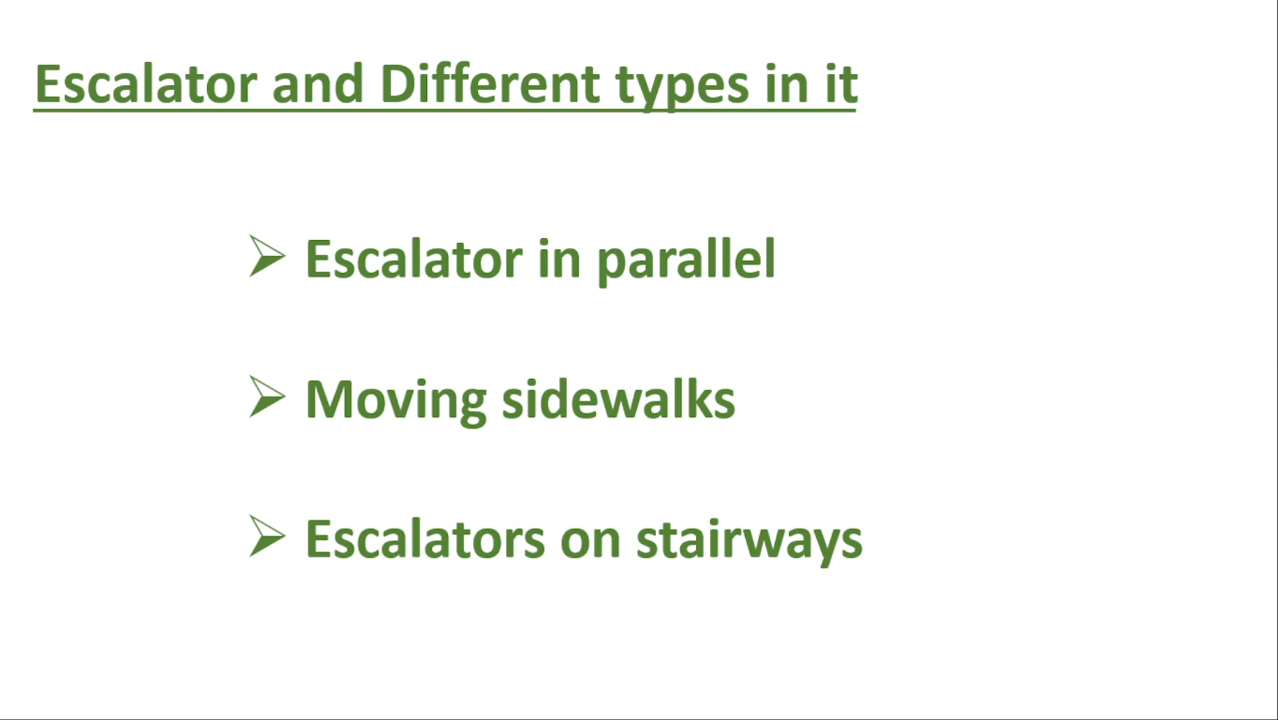 Escalator and Different types in it
➢ Escalator in parallel
➢ Moving sidewalks
➢ Escalators on stairways